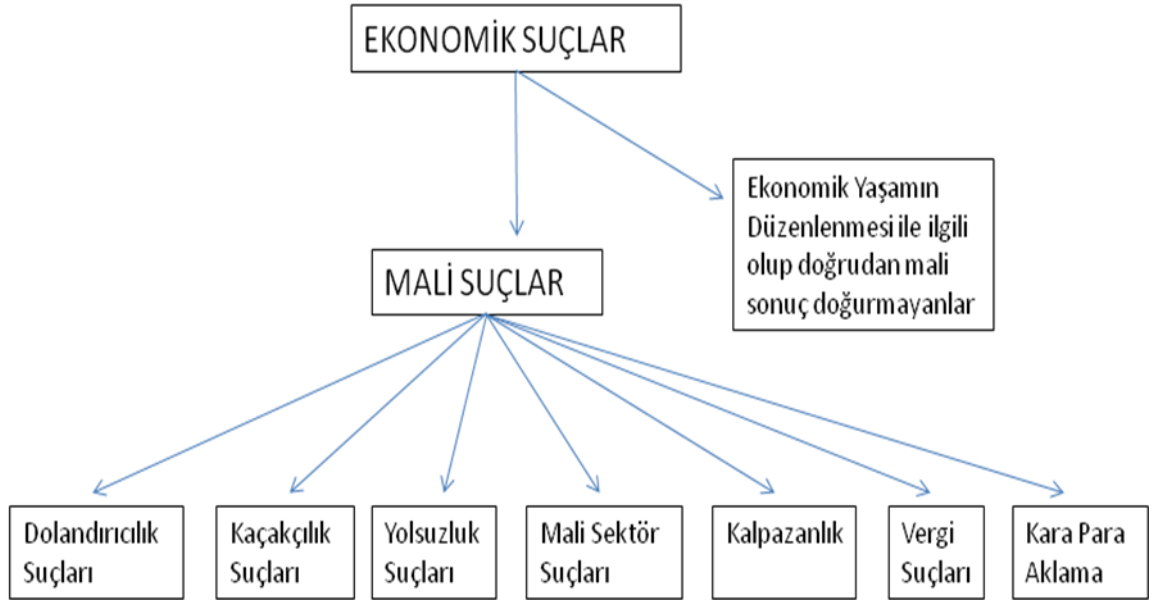 EKONOMİK SUÇLAR
Ekonomik Yaşamın
Düzenlenmesi ile ilgili
olup doğrudan mali
sonuç doğurmayanlar
MALİ SUÇLAR
Dolandırıcılık
Suçları
Kaçakçılık
Suçları
Yolsuzluk
Suçları
Mali Sektör
Suçları
Kalpazanlık
Vergi
Suçları
Kara Para
Aklama